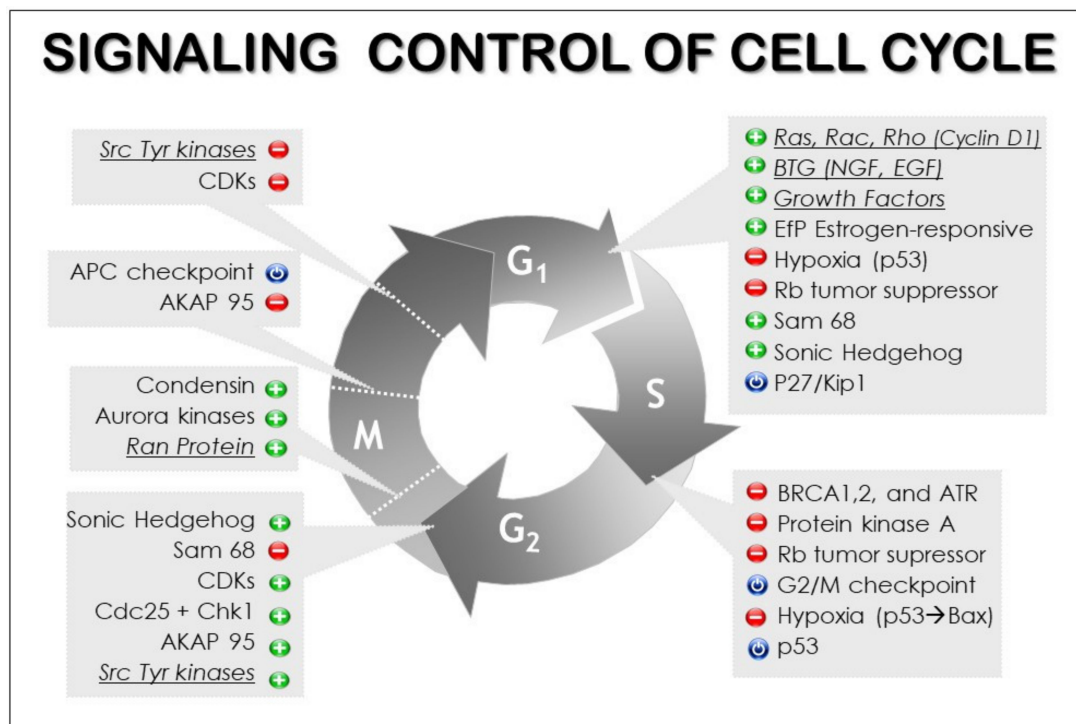 SIGNALING CONTROL OF CELL CYCLE
Src Tyr kinases
CDKs
APC checkpoint
AKAP 95
Condensin
Aurora kinases
Ran Protein
Sonic Hedgehog
Sam 68
CDKs
Cdc25 + Chk1
AKAP 95
Src Tyr kinases
G₁
S
G₂
M
Ras, Rac, Rho (Cyclin D1)
BTG (NGF, EGF)
Growth Factors
EfP Estrogen-responsive
Hypoxia (p53)
Rb tumor suppressor
Sam 68
Sonic Hedgehog
P27/Kip1
BRCA1,2, and ATR
Protein kinase A
Rb tumor supressor
G2/M checkpoint
Hypoxia (p53→Bax)
p53